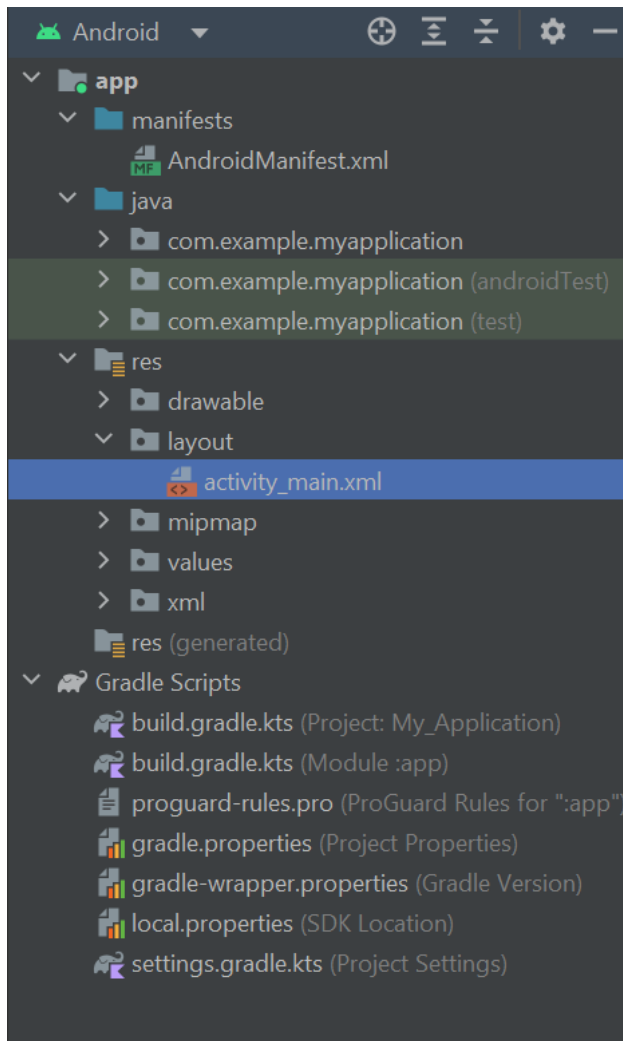 Android
app
manifests
MF AndroidManifest.xml
java
com.example.myapplication
com.example.myapplication (androidTest)
com.example.myapplication (test)
res
drawable
layout
<> activity_main.xml
mipmap
values
xml
res (generated)
Gradle Scripts
build.gradle.kts (Project: My_Application)
build.gradle.kts (Module :app)
proguard-rules.pro (ProGuard Rules for ":app")
gradle.properties (Project Properties)
gradle-wrapper.properties (Gradle Version)
local.properties (SDK Location)
settings.gradle.kts (Project Settings)